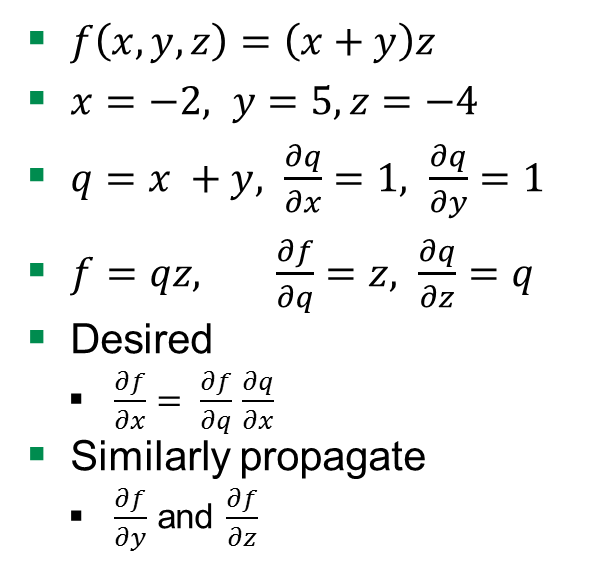 ▪ f(x, y, z) = (x + y)z
▪ x = −2, y = 5, z = −4
▪ q = x + y, ∂q/∂x = 1, ∂q/∂y = 1
▪ f = qz, ∂f/∂q = z, ∂q/∂z = q
▪ Desired
▪ ∂f/∂x = ∂f/∂q ∂q/∂x
▪ Similarly propagate
▪ ∂f/∂y and ∂f/∂z